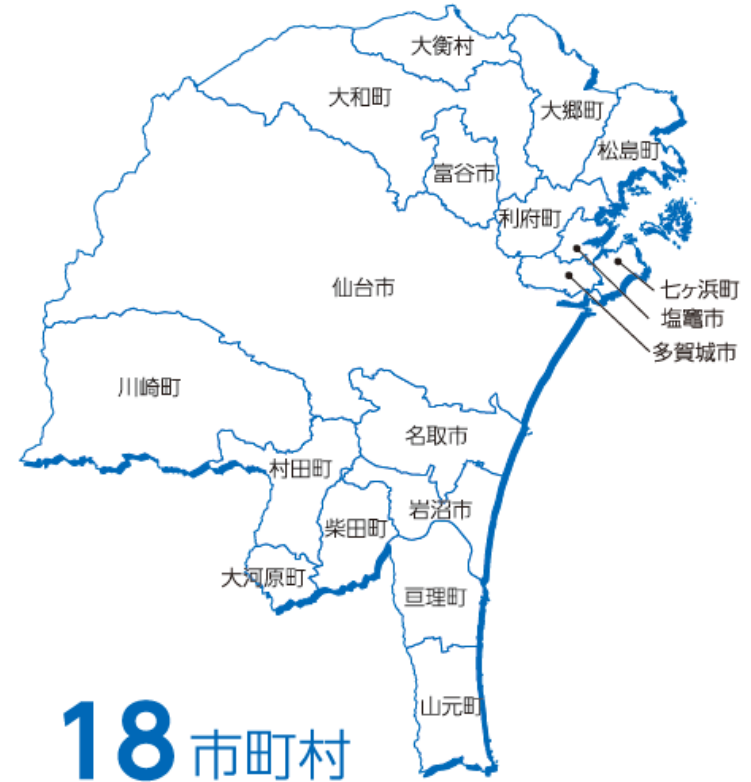 大衡村
大和町
大郷町
松島町
富谷市
利府町
仙台市
七ヶ浜町
塩竈市
多賀城市
川崎町
名取市
村田町
岩沼市
柴田町
大河原町
亘理町
山元町
18市町村